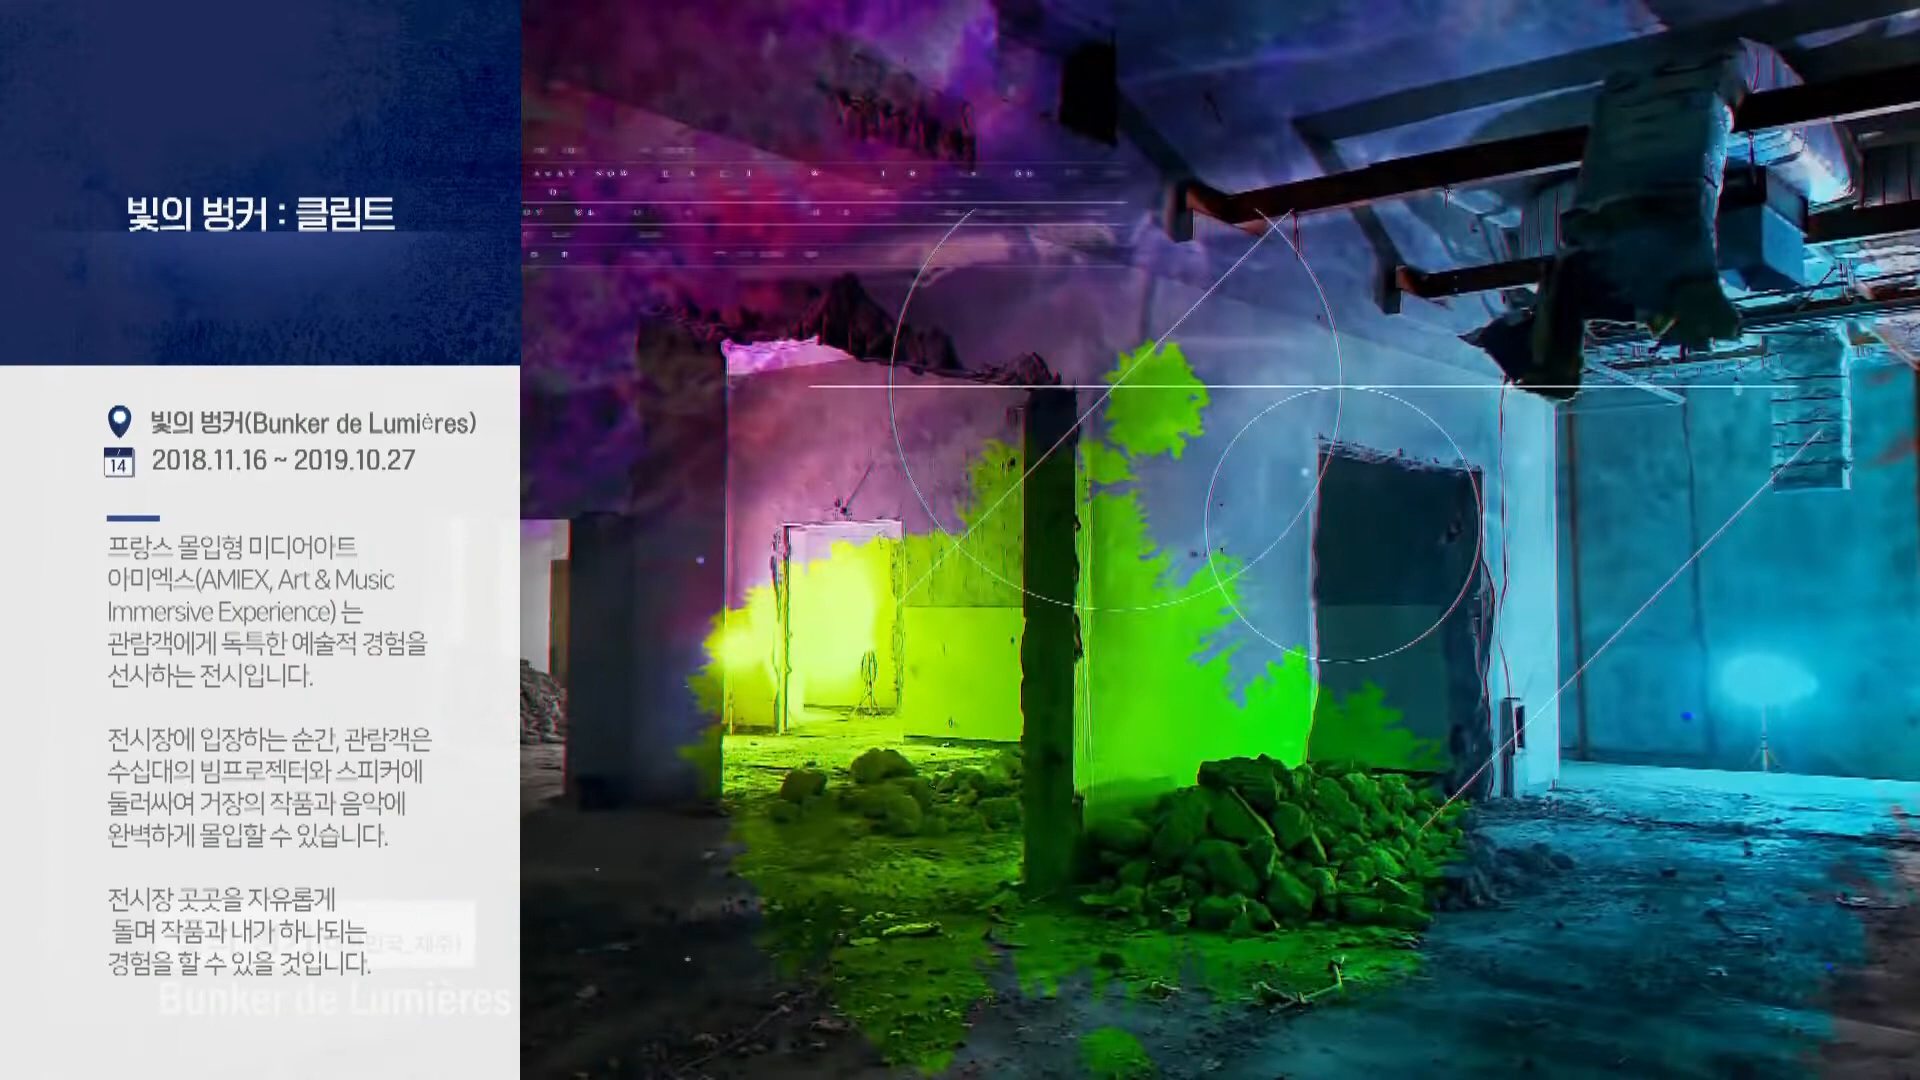 빛의 벙커 : 클림트
빛의 벙커(Bunker de Lumières)
14
2018.11.16 ~ 2019.10.27
프랑스 몰입형 미디어아트
아미엑스(AMIEX, Art & Music
Immersive Experience) 는
관람객에게 독특한 예술적 경험을
선사하는 전시입니다.
전시장에 입장하는 순간, 관람객은
수십대의 빔프로젝터와 스피커에
둘러싸여 거장의 작품과 음악에
완벽하게 몰입할 수 있습니다.
전시장 곳곳을 자유롭게
돌며 작품과 내가 하나되는
경험을 할 수 있을 것입니다.
Bunker de Lumières